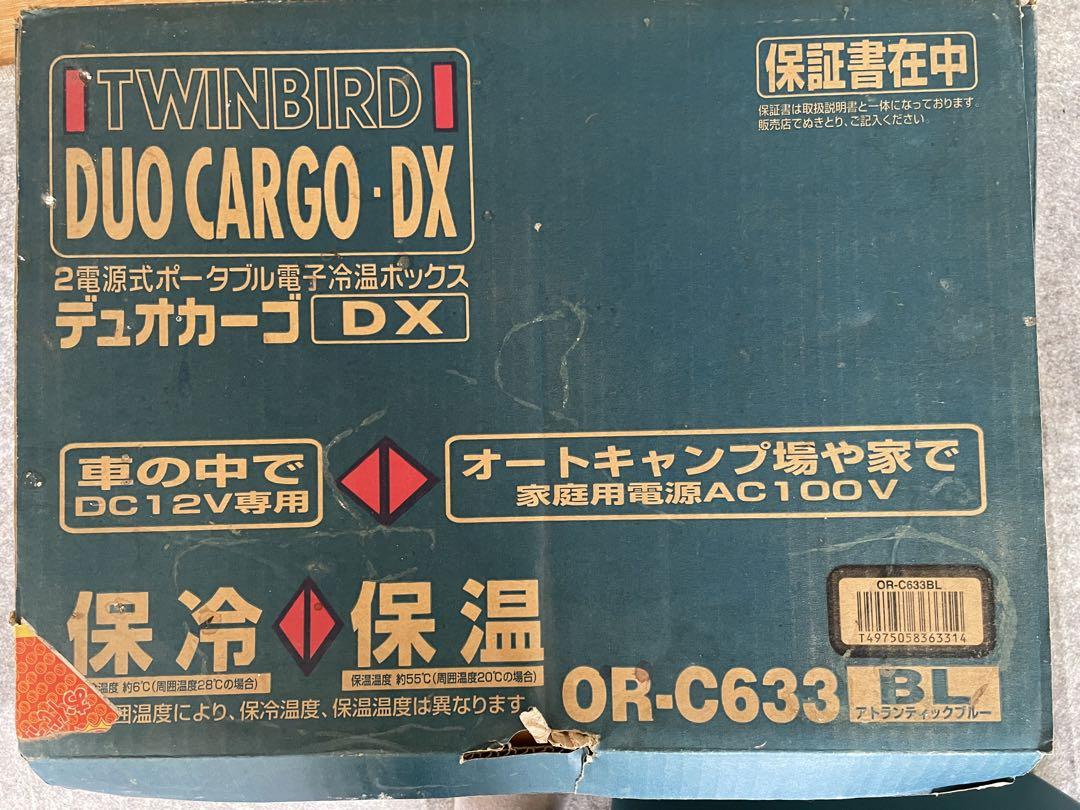 TWINBIRD
DUO CARGO・DX
2電源式ポータブル電子冷温ボックス
デュオカーゴ DX
保証書在中
保証書は取扱説明書と一体になっております。
販売店でぬきとり、ご記入ください。
車の中で
DC12V専用
オートキャンプ場や家で
家庭用電源AC100V
保冷 保温
温度 約6℃(周囲温度28℃の場合)
保温温度 約55℃(周囲温度20℃の場合)
囲温度により、保冷温度、保温温度は異なります。
OR-C633BL
T4975058363314
OR-C633 BL
アトランティックブルー